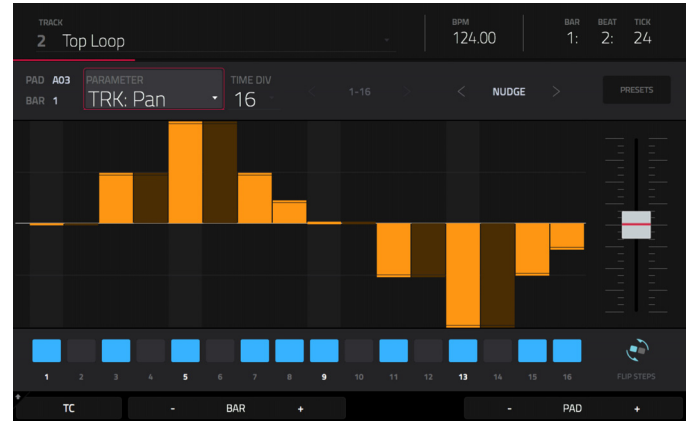 TRACK
2 Top Loop
BPM
124.00
BAR BEAT TICK
1: 2: 24
PAD A03
BAR 1
PARAMETER
TRK: Pan
TIME DIV
16
1-16
NUDGE
PRESETS
1 2 3 4 5 6 7 8 9 10 11 12 13 14 15 16
FLIP STEPS
TC - BAR + - PAD +